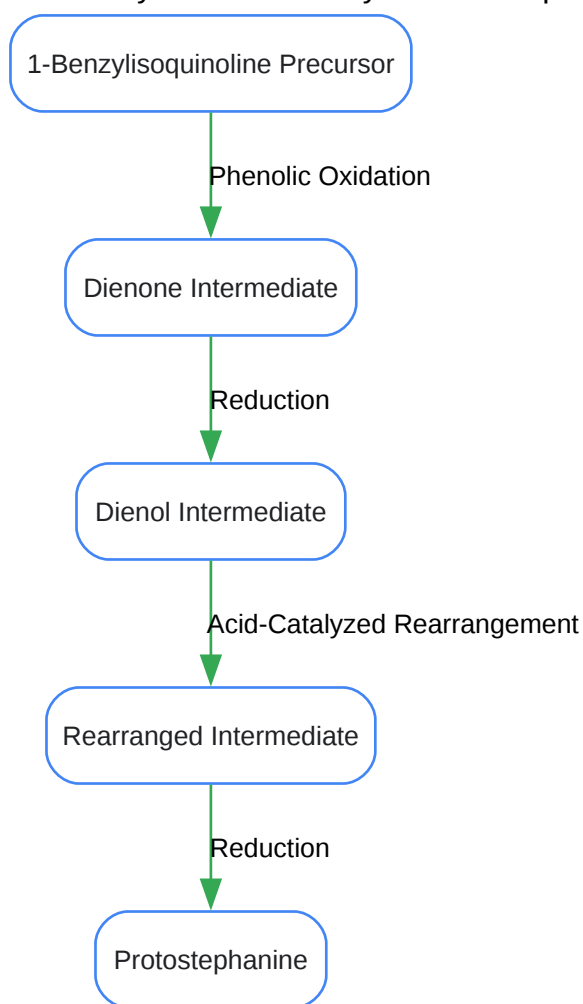 1-Benzylisoquinoline Precursor
Phenolic Oxidation
Dienone Intermediate
Reduction
Dienol Intermediate
Acid-Catalyzed Rearrangement
Rearranged Intermediate
Reduction
Protostephanine